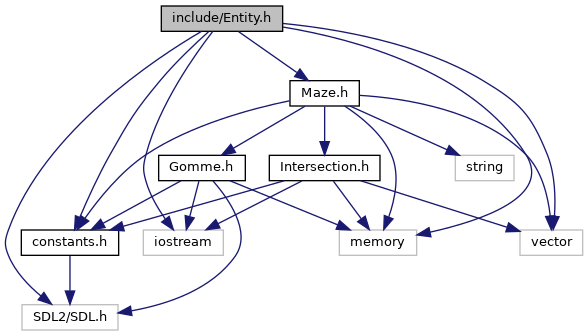 include/Entity.h
Maze.h
Gomme.h
Intersection.h
string
constants.h
iostream
memory
vector
SDL2/SDL.h